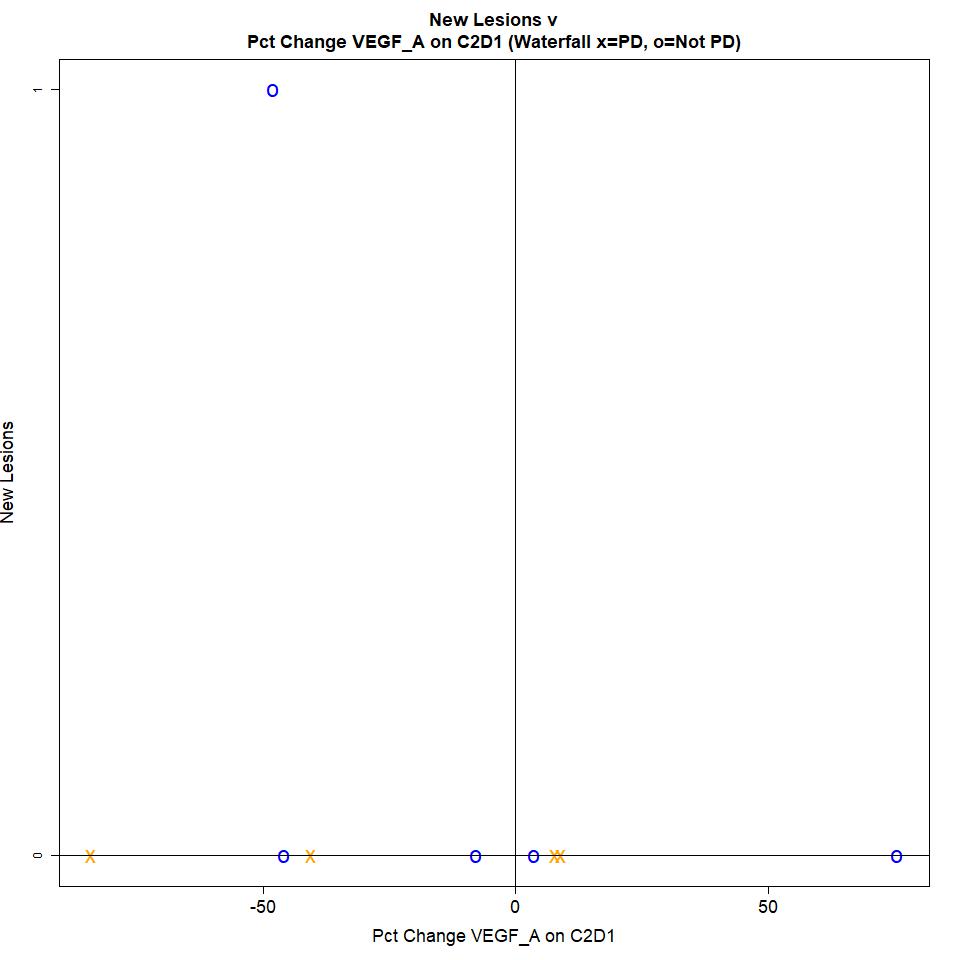 New Lesions v
Pct Change VEGF_A on C2D1 (Waterfall x=PD, o=Not PD)
1
o
New Lesions
0
x o x o o x x o
-50 0 50
Pct Change VEGF_A on C2D1